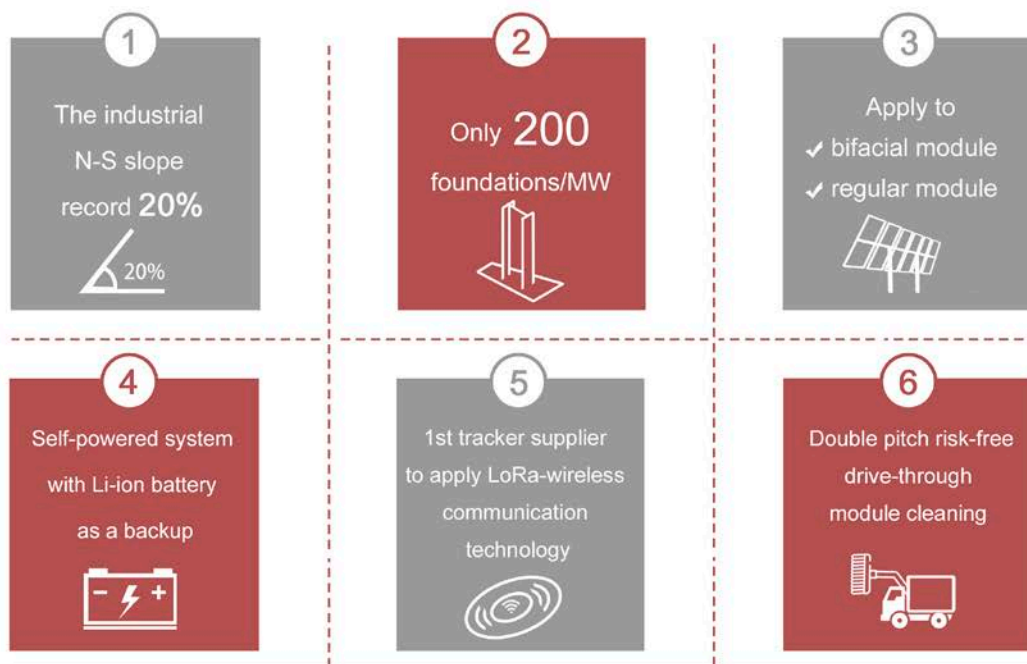 1
The industrial
N-S slope
record 20%
20%
2
Only 200
foundations/MW
3
Apply to
✓ bifacial module
✓ regular module
4
Self-powered system
with Li-ion battery
as a backup
5
1st tracker supplier
to apply LoRa-wireless
communication
technology
6
Double pitch risk-free
drive-through
module cleaning